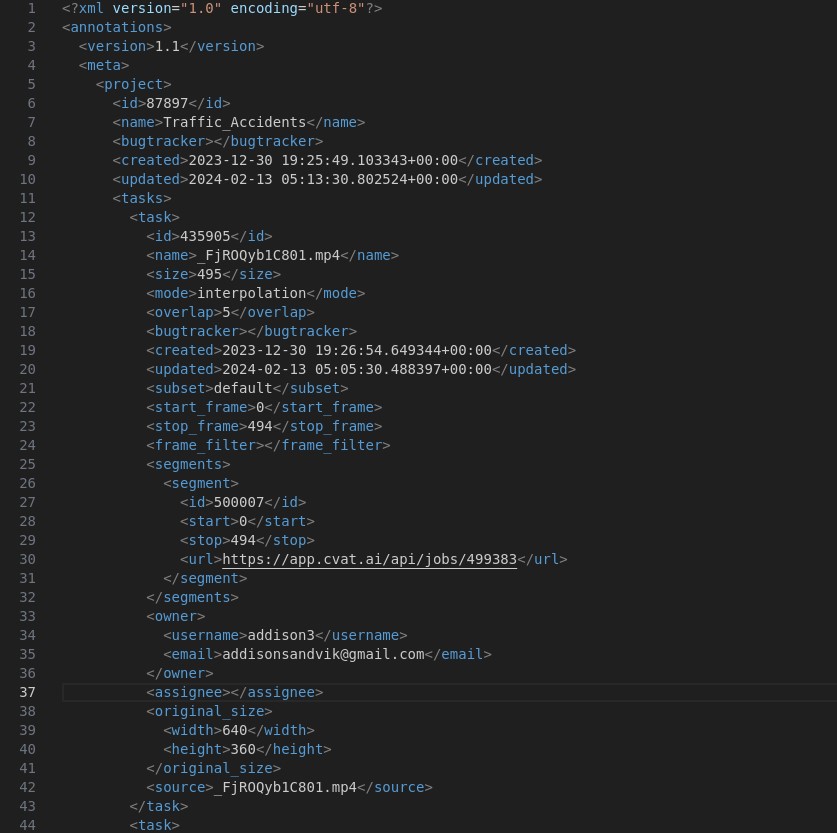 1 <?xml version="1.0" encoding="utf-8"?>
2 <annotations>
3 <version>1.1</version>
4 <meta>
5 <project>
6 <id>87897</id>
7 <name>Traffic_Accidents</name>
8 <bugtracker></bugtracker>
9 <created>2023-12-30 19:25:49.103343+00:00</created>
10 <updated>2024-02-13 05:13:30.802524+00:00</updated>
11 <tasks>
12 <task>
13 <id>435905</id>
14 <name>_FjROQyb1C801.mp4</name>
15 <size>495</size>
16 <mode>interpolation</mode>
17 <overlap>5</overlap>
18 <bugtracker></bugtracker>
19 <created>2023-12-30 19:26:54.649344+00:00</created>
20 <updated>2024-02-13 05:05:30.488397+00:00</updated>
21 <subset>default</subset>
22 <start_frame>0</start_frame>
23 <stop_frame>494</stop_frame>
24 <frame_filter></frame_filter>
25 <segments>
26 <segment>
27 <id>500007</id>
28 <start>0</start>
29 <stop>494</stop>
30 <url>https://app.cvat.ai/api/jobs/499383</url>
31 </segment>
32 </segments>
33 <owner>
34 <username>addison3</username>
35 <email>addisonsandvik@gmail.com</email>
36 </owner>
37 <assignee></assignee>
38 <original_size>
39 <width>640</width>
40 <height>360</height>
41 </original_size>
42 <source>_FjROQyb1C801.mp4</source>
43 </task>
44 <task>